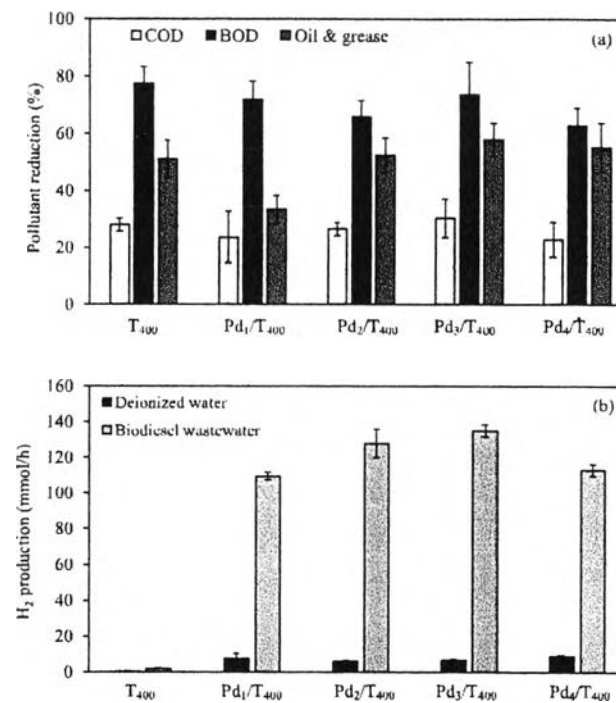 100
COD BOD Oil & grease (a)
80
60
40
20
0
Pollutant reduction (%)
T₄₀₀ Pd₁/T₄₀₀ Pd₂/T₄₀₀ Pd₃/T₄₀₀ Pd₄/T₄₀₀
160
Deionized water (b)
140
Biodiesel wastewater
120
100
80
60
40
20
0
H₂ production (mmol/h)
T₄₀₀ Pd₁/T₄₀₀ Pd₂/T₄₀₀ Pd₃/T₄₀₀ Pd₄/T₄₀₀